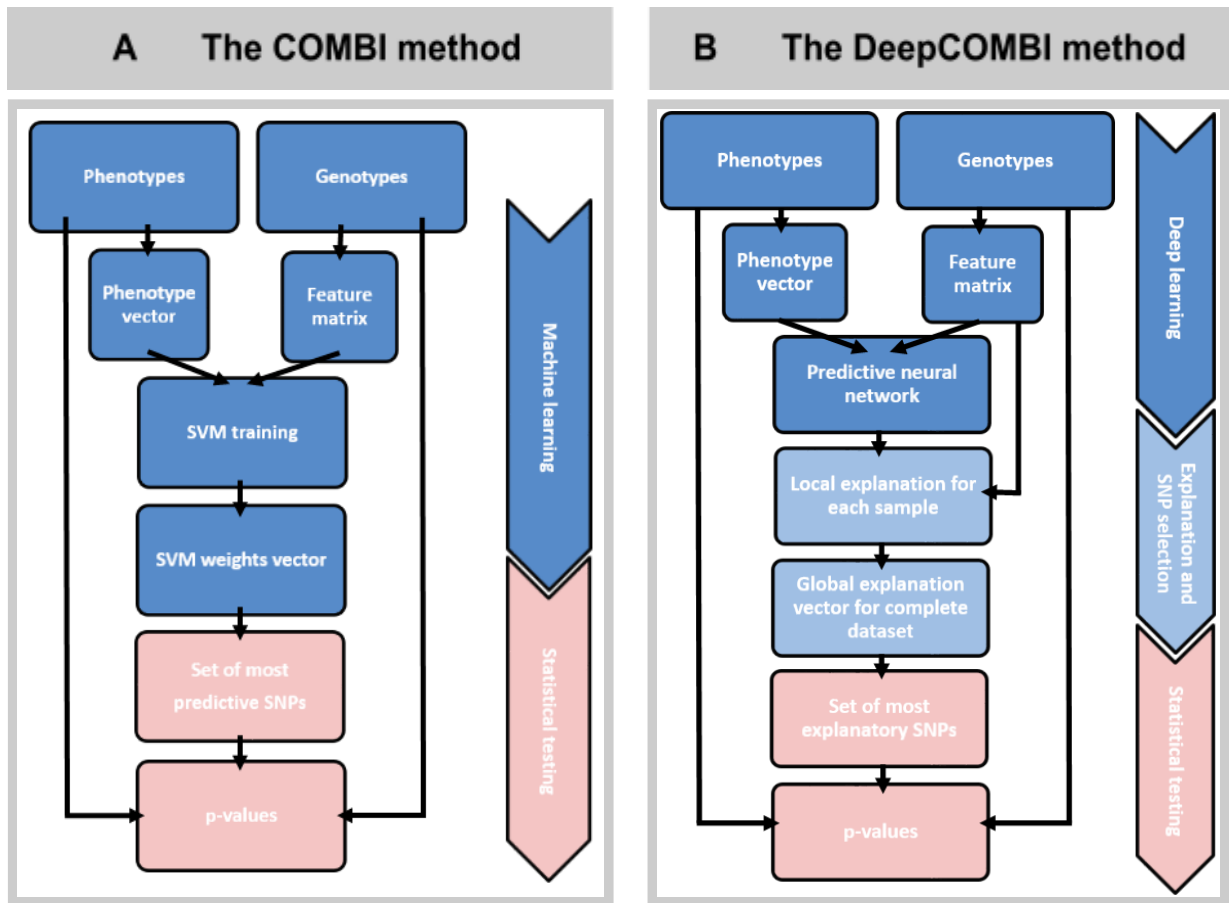 A The COMBI method
Phenotypes
Genotypes
Phenotype
vector
Feature
matrix
SVM training
SVM weights vector
Set of most
predictive SNPs
p-values
Machine learning
Statistical testing
B The DeepCOMBI method
Phenotypes
Genotypes
Phenotype
vector
Feature
matrix
Predictive neural
network
Local explanation for
each sample
Global explanation
vector for complete
dataset
Set of most
explanatory SNPs
p-values
Deep learning
Explanation and
SNP selection
Statistical testing